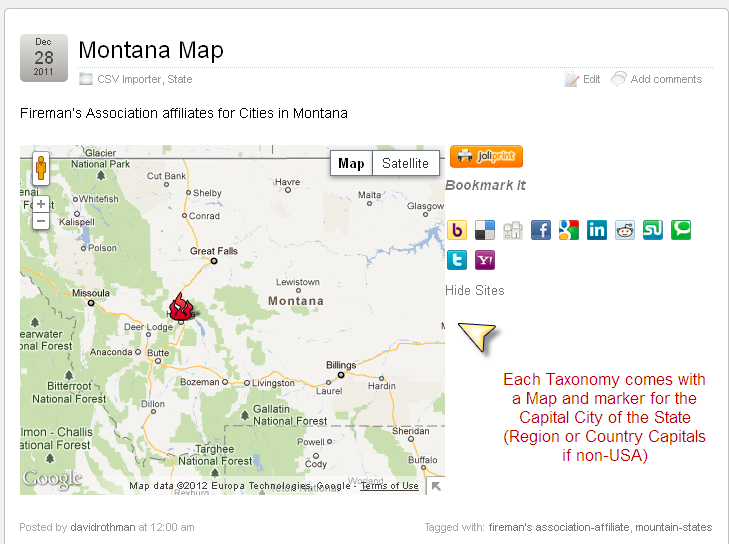 Dec
28
2011
Montana Map
CSV Importer, State
Edit
Add comments
Fireman's Association affiliates for Cities in Montana
Glacier
National Park
Cut Bank
Whitefish
Shelby
Havre
Malta
Glasgow
Kalispell
Conrad
Polson
Great Falls
Lewistown
Montana
Missoula
Deer Lodge
Anaconda
Butte
Billings
Bozeman
Livingston
Laurel
Hardin
Bitterroot
National Forest
Dillon
Gallatin
National Forest
Targhee
National Forest
Powell
Cody
Sheridan
Buffalo
Map
Satellite
+
−
Google
Map data ©2012 Europa Technologies, Google - Terms of Use
joliprint
Bookmark It
Hide Sites
Each Taxonomy comes with
a Map and marker for the
Capital City of the State
(Region or Country Capitals
if non-USA)
Posted by davidrothman at 12:00 am
Tagged with: fireman's association-affiliate, mountain-states